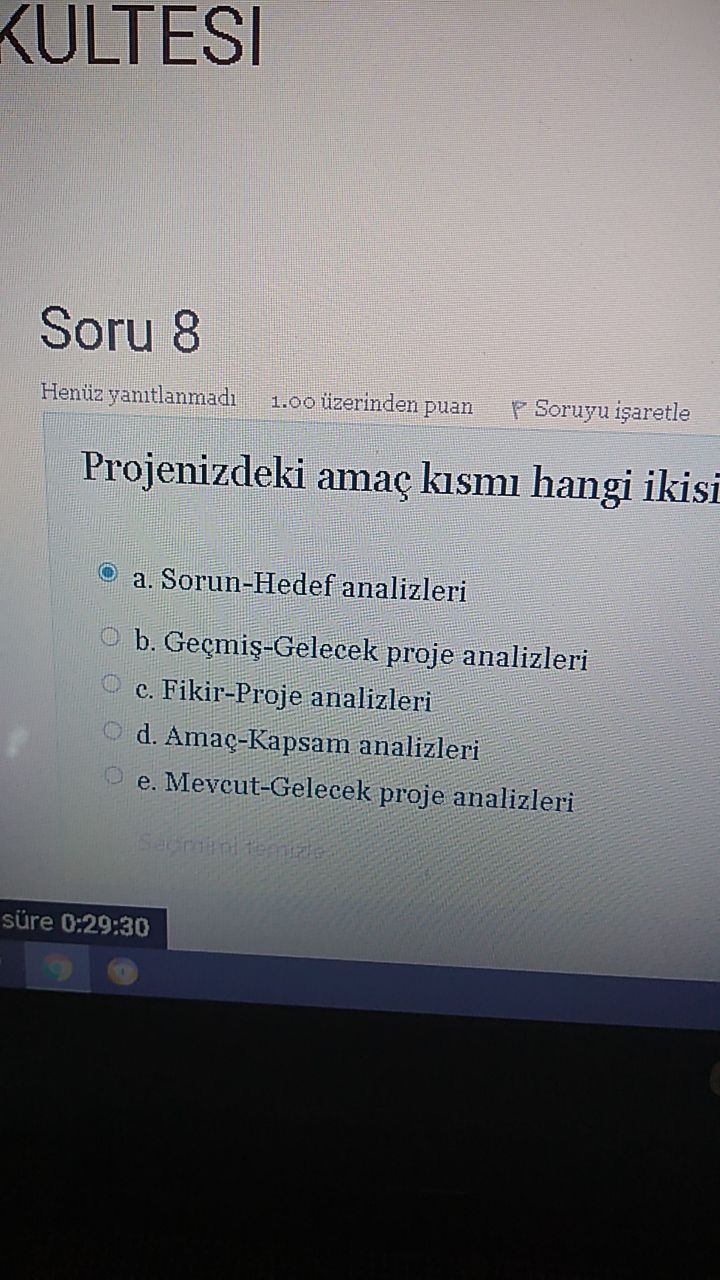 KULTESI
Soru 8
Henüz yanıtlanmadı 1.00 üzerinden puan Soruyu işaretle
Projenizdeki amaç kısmı hangi ikisi
a. Sorun-Hedef analizleri
b. Geçmiş-Gelecek proje analizleri
c. Fikir-Proje analizleri
d. Amaç-Kapsam analizleri
e. Mevcut-Gelecek proje analizleri
Seçimimi temizle
süre 0:29:30